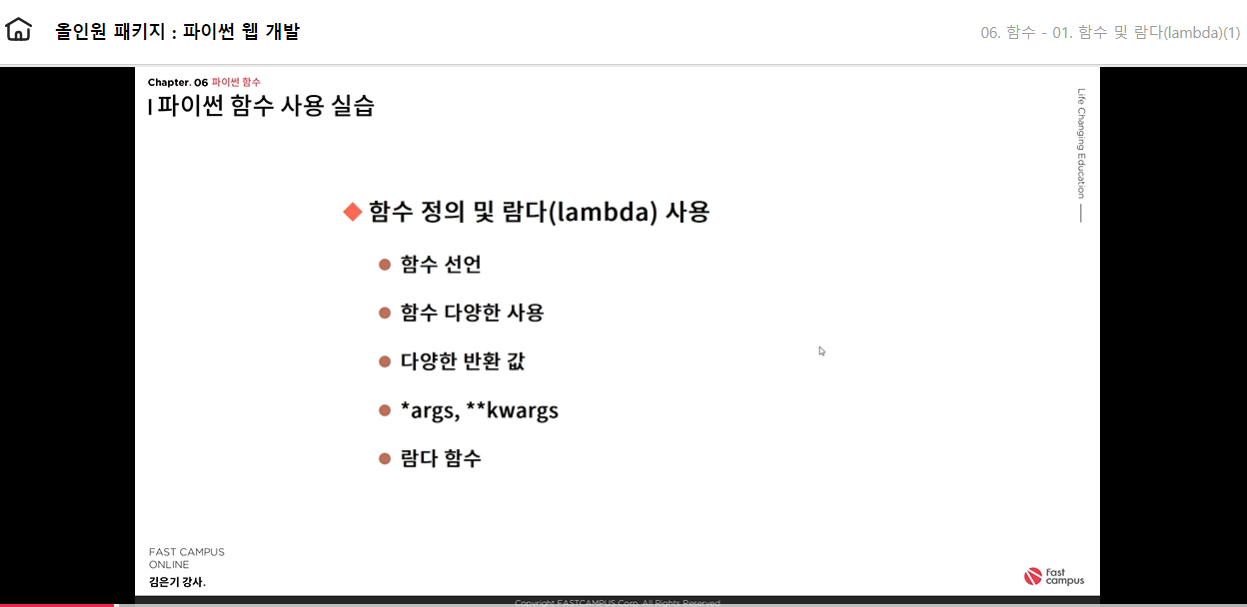 올인원 패키지 : 파이썬 웹 개발
06. 함수 - 01. 함수 및 람다(lambda)(1)
Chapter. 06 파이썬 함수
파이썬 함수 사용 실습
Life Changing Education
함수 정의 및 람다(lambda) 사용
함수 선언
함수 다양한 사용
다양한 반환 값
*args, **kwargs
람다 함수
FAST CAMPUS
ONLINE
김은기 강사.
Fast
campus
Copyright FASTCAMPUS Corp. All Rights Reserved